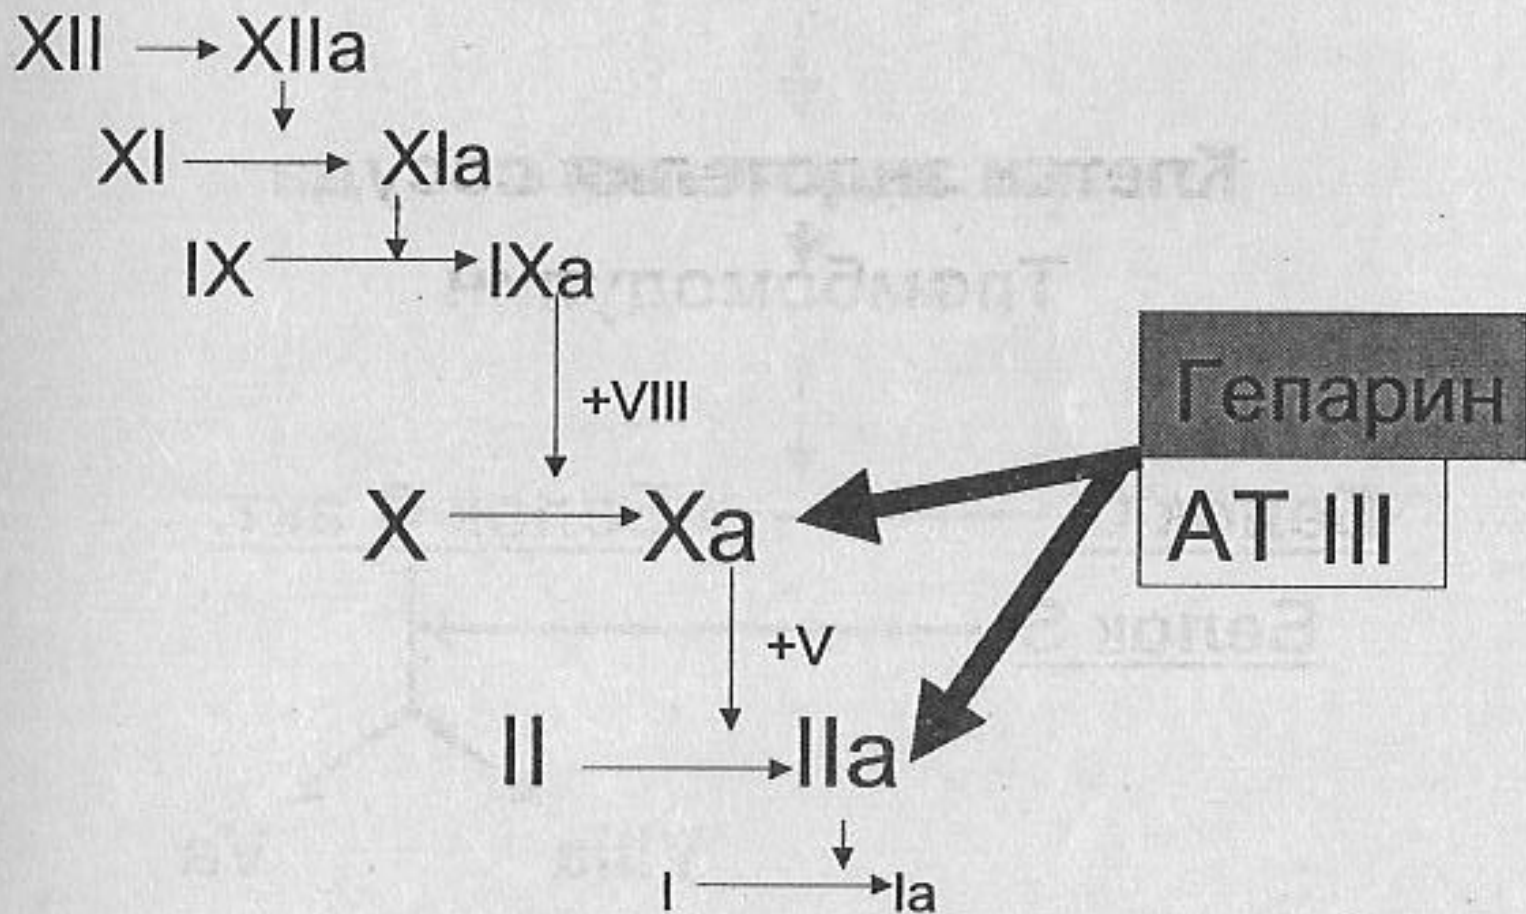 XII XIIa
XI XIa
IX IXa
+VIII
Гепарин
X Xa
AT III
+V
II IIa
I Ia